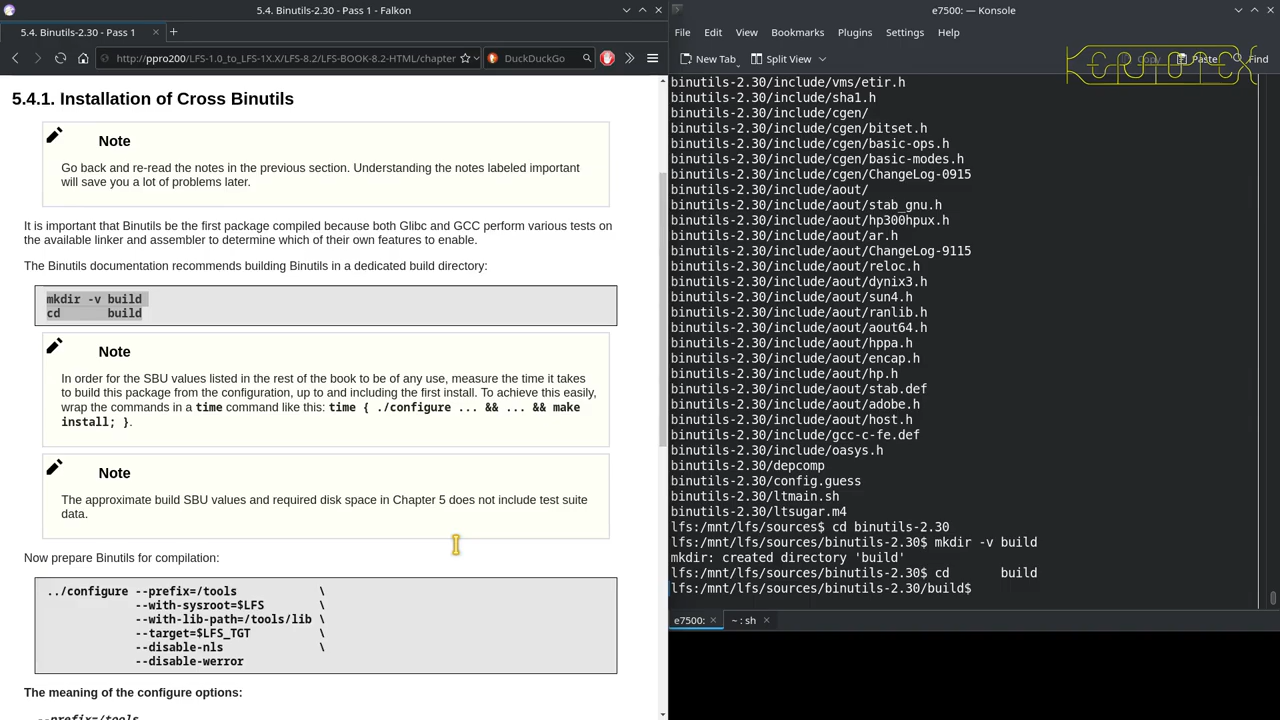 5.4. Binutils-2.30 - Pass 1 - Falkon
5.4. Binutils-2.30 - Pass 1
http://ppro200/LFS-1.0_to_LFS-1X.X/LFS-8.2/LFS-BOOK-8.2-HTML/chapter
DuckDuckGo
5.4.1. Installation of Cross Binutils
Note
Go back and re-read the notes in the previous section. Understanding the notes labeled important
will save you a lot of problems later.
It is important that Binutils be the first package compiled because both Glibc and GCC perform various tests on
the available linker and assembler to determine which of their own features to enable.
The Binutils documentation recommends building Binutils in a dedicated build directory:
mkdir -v build
cd       build
Note
In order for the SBU values listed in the rest of the book to be of any use, measure the time it takes
to build this package from the configuration, up to and including the first install. To achieve this easily,
wrap the commands in a time command like this: time { ./configure ... && ... && make
install; }.
Note
The approximate build SBU values and required disk space in Chapter 5 does not include test suite
data.
Now prepare Binutils for compilation:
../configure --prefix=/tools            \
--with-sysroot=$LFS        \
--with-lib-path=/tools/lib \
--target=$LFS_TGT          \
--disable-nls              \
--disable-werror
The meaning of the configure options:
--prefix=/tools
e7500: — Konsole
File Edit View Bookmarks Plugins Settings Help
New Tab Split View Copy Paste Find
binutils-2.30/include/vms/etir.h
binutils-2.30/include/sha1.h
binutils-2.30/include/cgen/
binutils-2.30/include/cgen/bitset.h
binutils-2.30/include/cgen/basic-ops.h
binutils-2.30/include/cgen/basic-modes.h
binutils-2.30/include/cgen/ChangeLog-0915
binutils-2.30/include/aout/
binutils-2.30/include/aout/stab_gnu.h
binutils-2.30/include/aout/hp300hpux.h
binutils-2.30/include/aout/ar.h
binutils-2.30/include/aout/ChangeLog-9115
binutils-2.30/include/aout/reloc.h
binutils-2.30/include/aout/dynix3.h
binutils-2.30/include/aout/sun4.h
binutils-2.30/include/aout/ranlib.h
binutils-2.30/include/aout/aout64.h
binutils-2.30/include/aout/hppa.h
binutils-2.30/include/aout/encap.h
binutils-2.30/include/aout/hp.h
binutils-2.30/include/aout/stab.def
binutils-2.30/include/aout/adobe.h
binutils-2.30/include/aout/host.h
binutils-2.30/include/gcc-c-fe.def
binutils-2.30/include/oasys.h
binutils-2.30/depcomp
binutils-2.30/config.guess
binutils-2.30/ltmain.sh
binutils-2.30/ltsugar.m4
lfs:/mnt/lfs/sources$ cd binutils-2.30
lfs:/mnt/lfs/sources/binutils-2.30$ mkdir -v build
mkdir: created directory 'build'
lfs:/mnt/lfs/sources/binutils-2.30$ cd       build
lfs:/mnt/lfs/sources/binutils-2.30/build$
e7500: ~ : sh